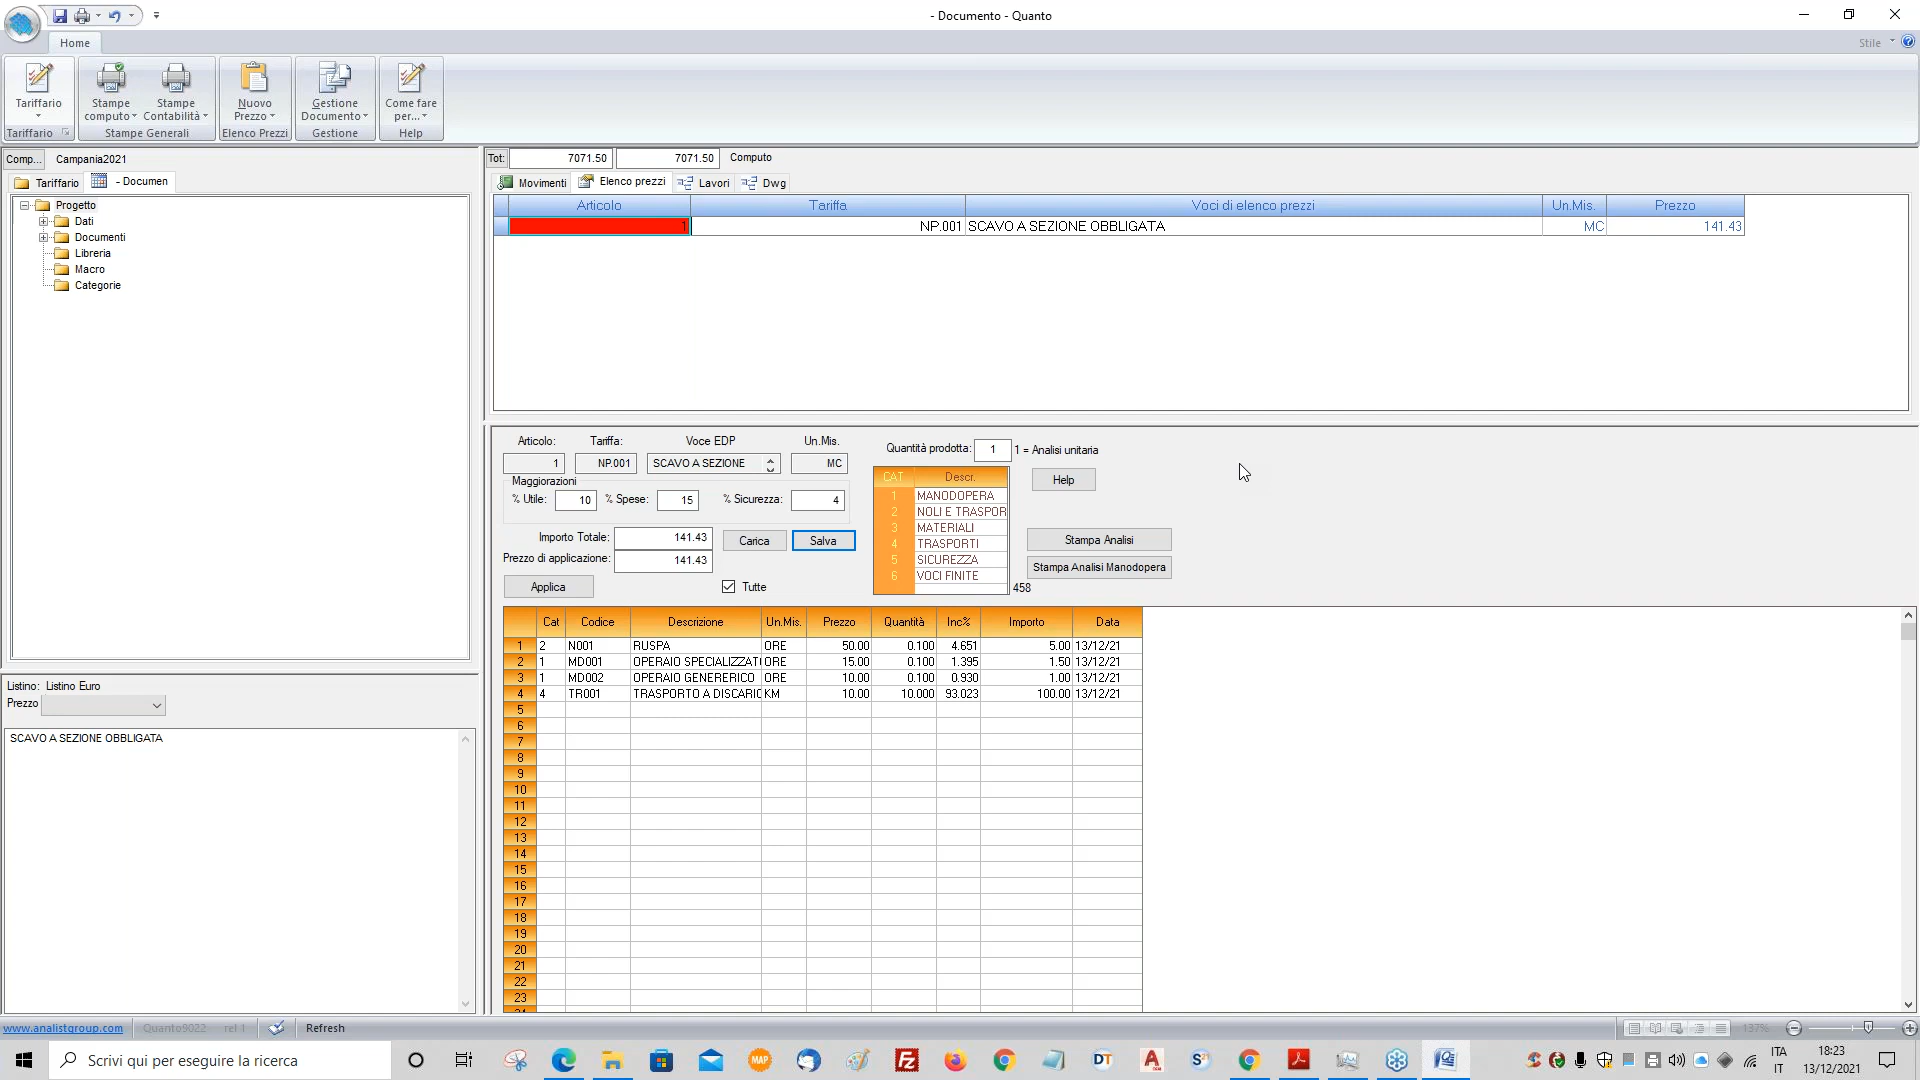 - Documento - Quanto
Home
Stile
Tariffario
Stampe computo
Stampe Contabilità
Nuovo Prezzo
Gestione Documento
Come fare per...
Tariffario
Stampe Generali
Elenco Prezzi
Gestione
Help
Comp... Campania2021
Tariffario - Documen
Progetto
Dati
Documenti
Libreria
Macro
Categorie
Listino: Listino Euro
Prezzo
SCAVO A SEZIONE OBBLIGATA
Tot: 7071.50 7071.50 Computo
Movimenti Elenco prezzi Lavori Dwg
Articolo Tariffa Voci di elenco prezzi Un.Mis. Prezzo
1 NP.001 SCAVO A SEZIONE OBBLIGATA MC 141.43
Articolo: Tariffa: Voce EDP Un.Mis.
1 NP.001 SCAVO A SEZIONE MC
Maggiorazioni
% Utile: 10 % Spese: 15 % Sicurezza: 4
Importo Totale: 141.43 Carica Salva
Prezzo di applicazione: 141.43
Applica Tutte
Quantità prodotta: 1 1 = Analisi unitaria
CAT Descr.
1 MANODOPERA
2 NOLI E TRASPOR
3 MATERIALI
4 TRASPORTI
5 SICUREZZA
6 VOCI FINITE
458
Help
Stampa Analisi
Stampa Analisi Manodopera
Cat Codice Descrizione Un.Mis. Prezzo Quantità Inc% Importo Data
1 2 N001 RUSPA ORE 50.00 0.100 4.651 5.00 13/12/21
2 1 MD001 OPERAIO SPECIALIZZAT ORE 15.00 0.100 1.395 1.50 13/12/21
3 1 MD002 OPERAIO GENERERICO ORE 10.00 0.100 0.930 1.00 13/12/21
4 4 TR001 TRASPORTO A DISCARIC KM 10.00 10.000 93.023 100.00 13/12/21
5
6
7
8
9
10
11
12
13
14
15
16
17
18
19
20
21
22
23
www.analistgroup.com Quanto9022 rel 1 Refresh
137%
Scrivi qui per eseguire la ricerca
MAP
DT
ITA
IT
18:23
13/12/2021